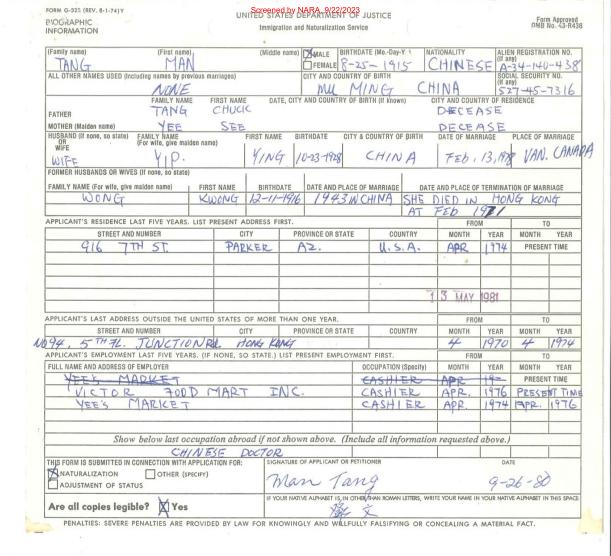 Screened by NARA, 9/22/2023
FORM G-325 (REV. 8-1-74)Y
UNITED STATES DEPARTMENT OF JUSTICE
Form Approved
BIOGRAPHIC INFORMATION
Immigration and Naturalization Service
OMB No. 43-R436
(Family name) (First name) (Middle name) MALE FEMALE BIRTHDATE (Mo.-Day-Y NATIONALITY ALIEN REGISTRATION NO. (If any)
TANG MAN 8-25-1915 CHINESE A-34-140-438
ALL OTHER NAMES USED (Including names by previous marriages) CITY AND COUNTRY OF BIRTH SOCIAL SECURITY NO. (If any)
NONE MING CHINA 527-45-7316
FAMILY NAME FIRST NAME DATE, CITY AND COUNTRY OF BIRTH (If known) CITY AND COUNTRY OF RESIDENCE
FATHER TANG CHUCK DECEASE
MOTHER (Maiden name) YEE SEE DECEASE
HUSBAND (If none, so state) OR WIFE FAMILY NAME (For wife, give maiden name) FIRST NAME BIRTHDATE CITY & COUNTRY OF BIRTH DATE OF MARRIAGE PLACE OF MARRIAGE
WIFE YIP. YING 10-23-1928 CHINA FEB, 13, VAN. CANADA
FORMER HUSBANDS OR WIVES (If none, so state)
FAMILY NAME (For wife, give maiden name) FIRST NAME BIRTHDATE DATE AND PLACE OF MARRIAGE DATE AND PLACE OF TERMINATION OF MARRIAGE
WONG KWONG 12-11-1916 1943 IN CHINA SHE DIED IN HONG KONG
AT FEB 1971
APPLICANT'S RESIDENCE LAST FIVE YEARS. LIST PRESENT ADDRESS FIRST. FROM TO
STREET AND NUMBER CITY PROVINCE OR STATE COUNTRY MONTH YEAR MONTH YEAR
916 7TH ST. PARKER AZ. U.S.A. APR 1974 PRESENT TIME
13 MAY 1981
APPLICANT'S LAST ADDRESS OUTSIDE THE UNITED STATES OF MORE THAN ONE YEAR. FROM TO
STREET AND NUMBER CITY PROVINCE OR STATE COUNTRY MONTH YEAR MONTH YEAR
NO 94, 5TH FL. JUNCTION Rd. HONG KONG 4 1970 4 1974
APPLICANT'S EMPLOYMENT LAST FIVE YEARS. (IF NONE, SO STATE.) LIST PRESENT EMPLOYMENT FIRST. FROM TO
FULL NAME AND ADDRESS OF EMPLOYER OCCUPATION (Specify) MONTH YEAR MONTH YEAR
YEE'S MARKET CASHIER APR PRESENT TIME
VICTOR FOOD MART INC. CASHIER APR. 1976 PRESENT TIME
YEE'S MARKET CASHIER APR. 1974 APR. 1976
Show below last occupation abroad if not shown above. (Include all information requested above.)
CHINESE DOCTOR
THIS FORM IS SUBMITTED IN CONNECTION WITH APPLICATION FOR: SIGNATURE OF APPLICANT OR PETITIONER DATE
NATURALIZATION OTHER (SPECIFY)
ADJUSTMENT OF STATUS
Man Tang 9-26-80
IF YOUR NATIVE ALPHABET IS IN OTHER THAN ROMAN LETTERS, WRITE YOUR NAME IN YOUR NATIVE ALPHABET IN THIS SPACE
Are all copies legible? Yes
文
PENALTIES: SEVERE PENALTIES ARE PROVIDED BY LAW FOR KNOWINGLY AND WILLFULLY FALSIFYING OR CONCEALING A MATERIAL FACT.